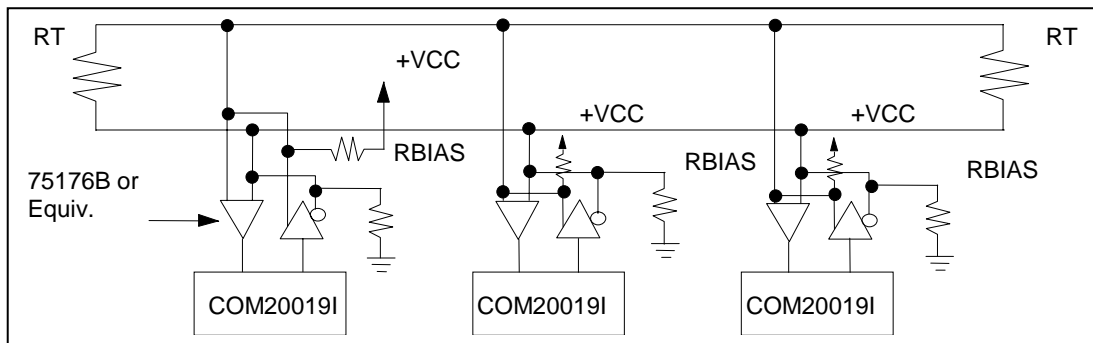 RT
RT
+VCC
+VCC
+VCC
RBIAS
RBIAS
RBIAS
75176B or
Equiv.
COM20019I
COM20019I
COM20019I